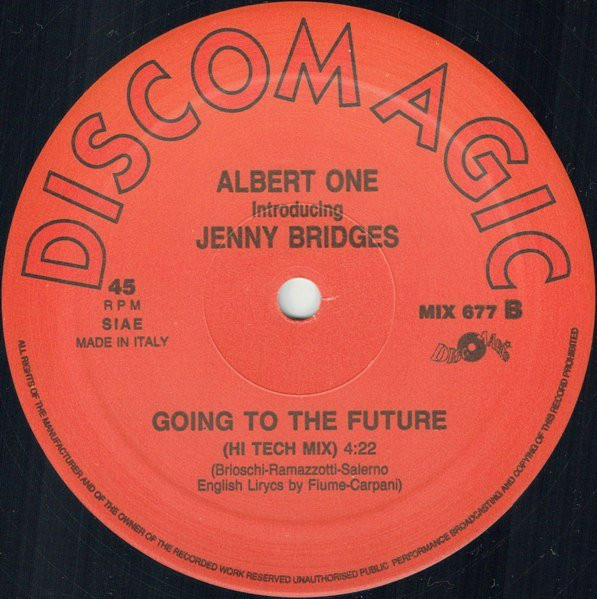 DISCOMAGIC
ALBERT ONE
Introducing
JENNY BRIDGES
45
RPM
SIAE
MADE IN ITALY
MIX 677 B
DISCOMAGIC
GOING TO THE FUTURE
(HI TECH MIX) 4:22
(Brioschi-Ramazzotti-Salerno
English Lirycs by Fiume-Carpani)
ALL RIGHTS OF THE MANUFACTURER AND OF THE OWNER OF THE RECORDED WORK RESERVED UNAUTHORISED PUBLIC PERFORMANCE BROADCASTING AND COPYING OF THIS RECORD PROHIBITED